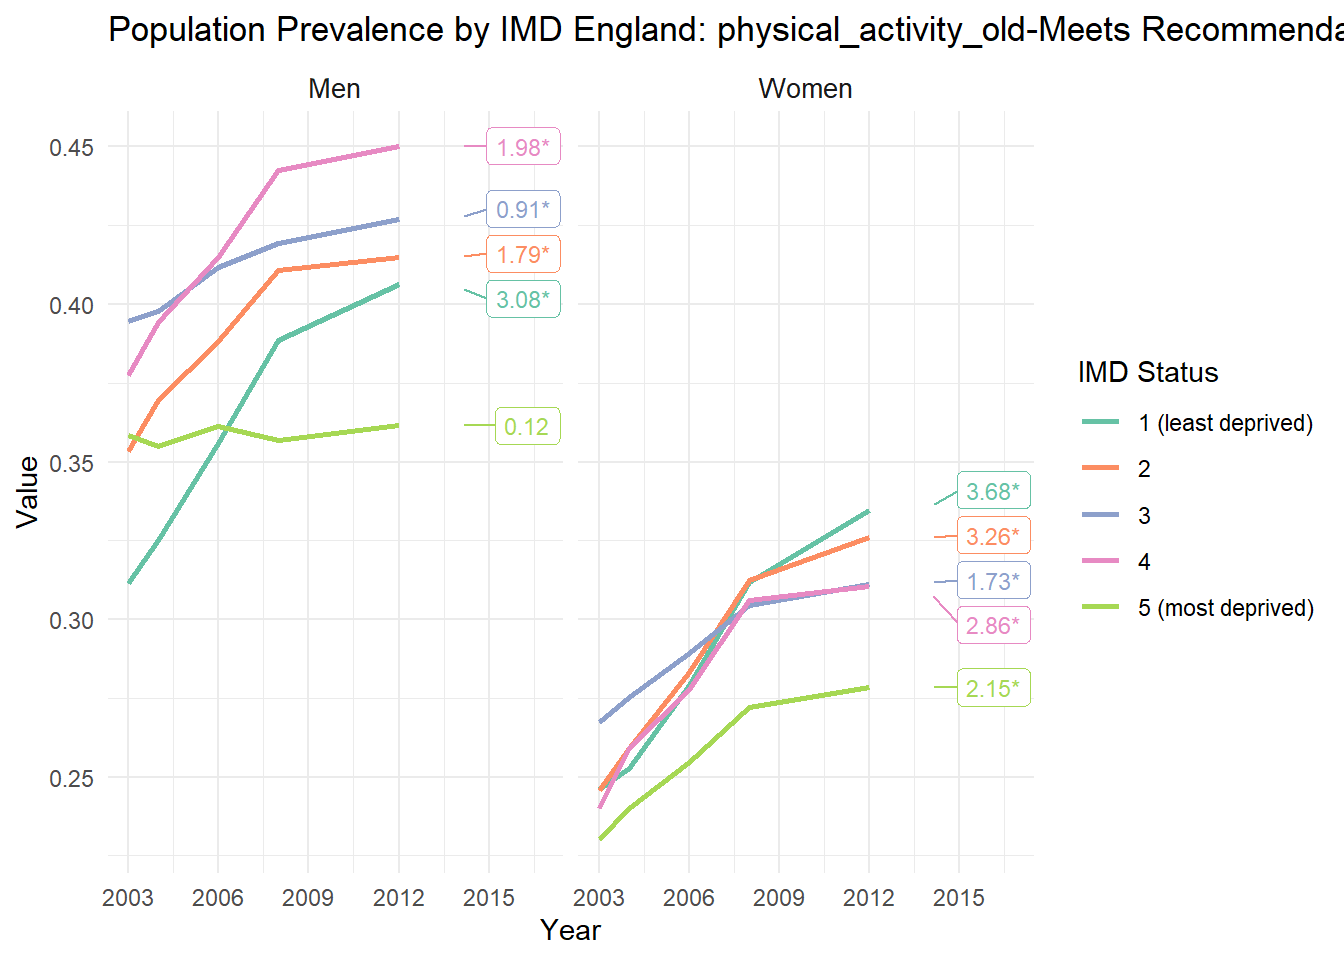 Population Prevalence by IMD England: physical_activity_old-Meets Recommenda
Men
Women
0.45
0.40
0.35
0.30
0.25
Value
1.98*
0.91*
1.79*
3.08*
0.12
3.68*
3.26*
1.73*
2.86*
2.15*
2003 2006 2009 2012 2015
2003 2006 2009 2012 2015
Year
IMD Status
1 (least deprived)
2
3
4
5 (most deprived)